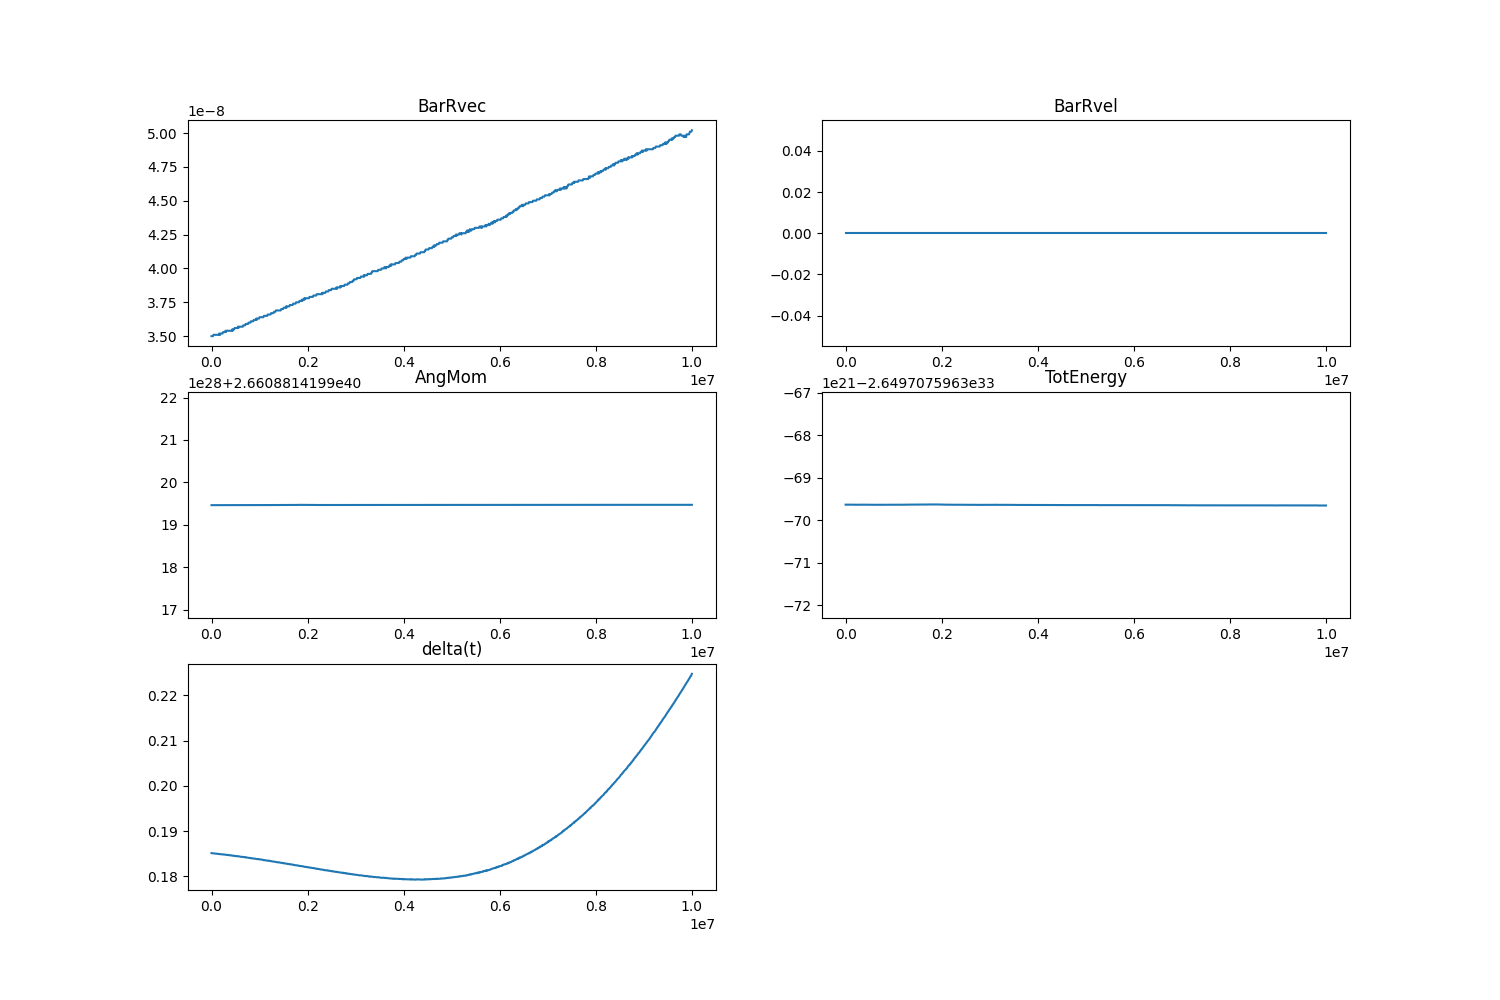 BarRvec
1e−8
5.00
4.75
4.50
4.25
4.00
3.75
3.50
0.0 0.2 0.4 0.6 0.8 1.0
1e7
BarRvel
0.04
0.02
0.00
−0.02
−0.04
0.0 0.2 0.4 0.6 0.8 1.0
1e7
AngMom
1e28+2.6608814199e40
22
21
20
19
18
17
0.0 0.2 0.4 0.6 0.8 1.0
1e7
TotEnergy
1e21−2.6497075963e33
−67
−68
−69
−70
−71
−72
0.0 0.2 0.4 0.6 0.8 1.0
1e7
delta(t)
0.22
0.21
0.20
0.19
0.18
0.0 0.2 0.4 0.6 0.8 1.0
1e7